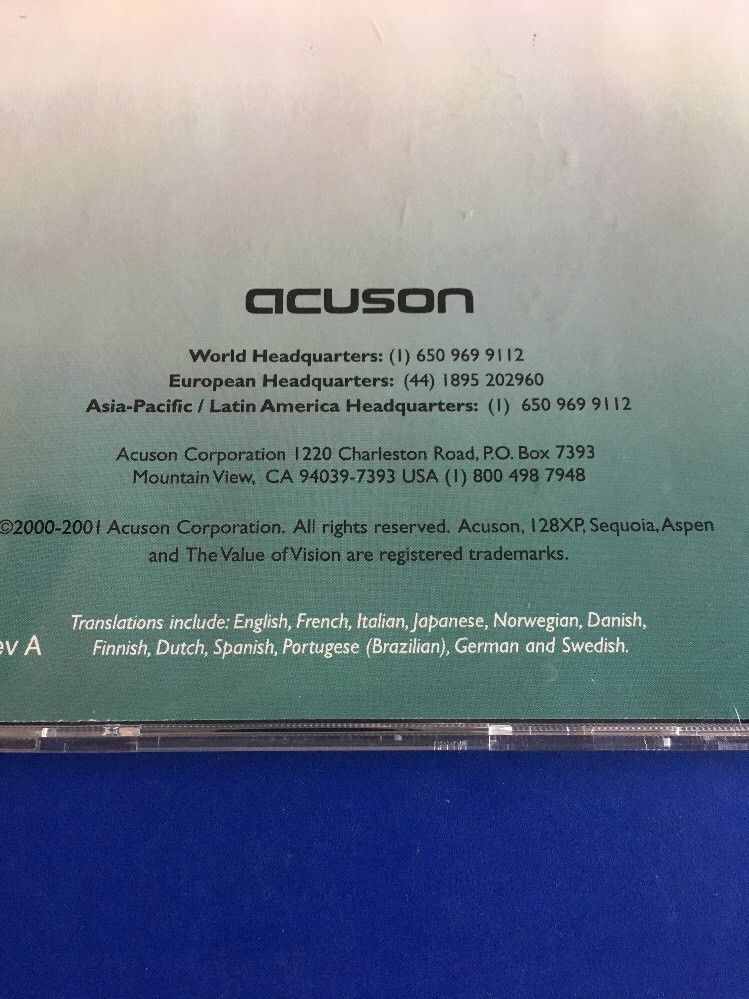 acuson
World Headquarters: (1) 650 969 9112
European Headquarters: (44) 1895 202960
Asia-Pacific / Latin America Headquarters: (1) 650 969 9112
Acuson Corporation 1220 Charleston Road, P.O. Box 7393
Mountain View, CA 94039-7393 USA (1) 800 498 7948
©2000-2001 Acuson Corporation. All rights reserved. Acuson, 128XP, Sequoia, Aspen
and The Value of Vision are registered trademarks.
Translations include: English, French, Italian, Japanese, Norwegian, Danish,
ev A Finnish, Dutch, Spanish, Portugese (Brazilian), German and Swedish.